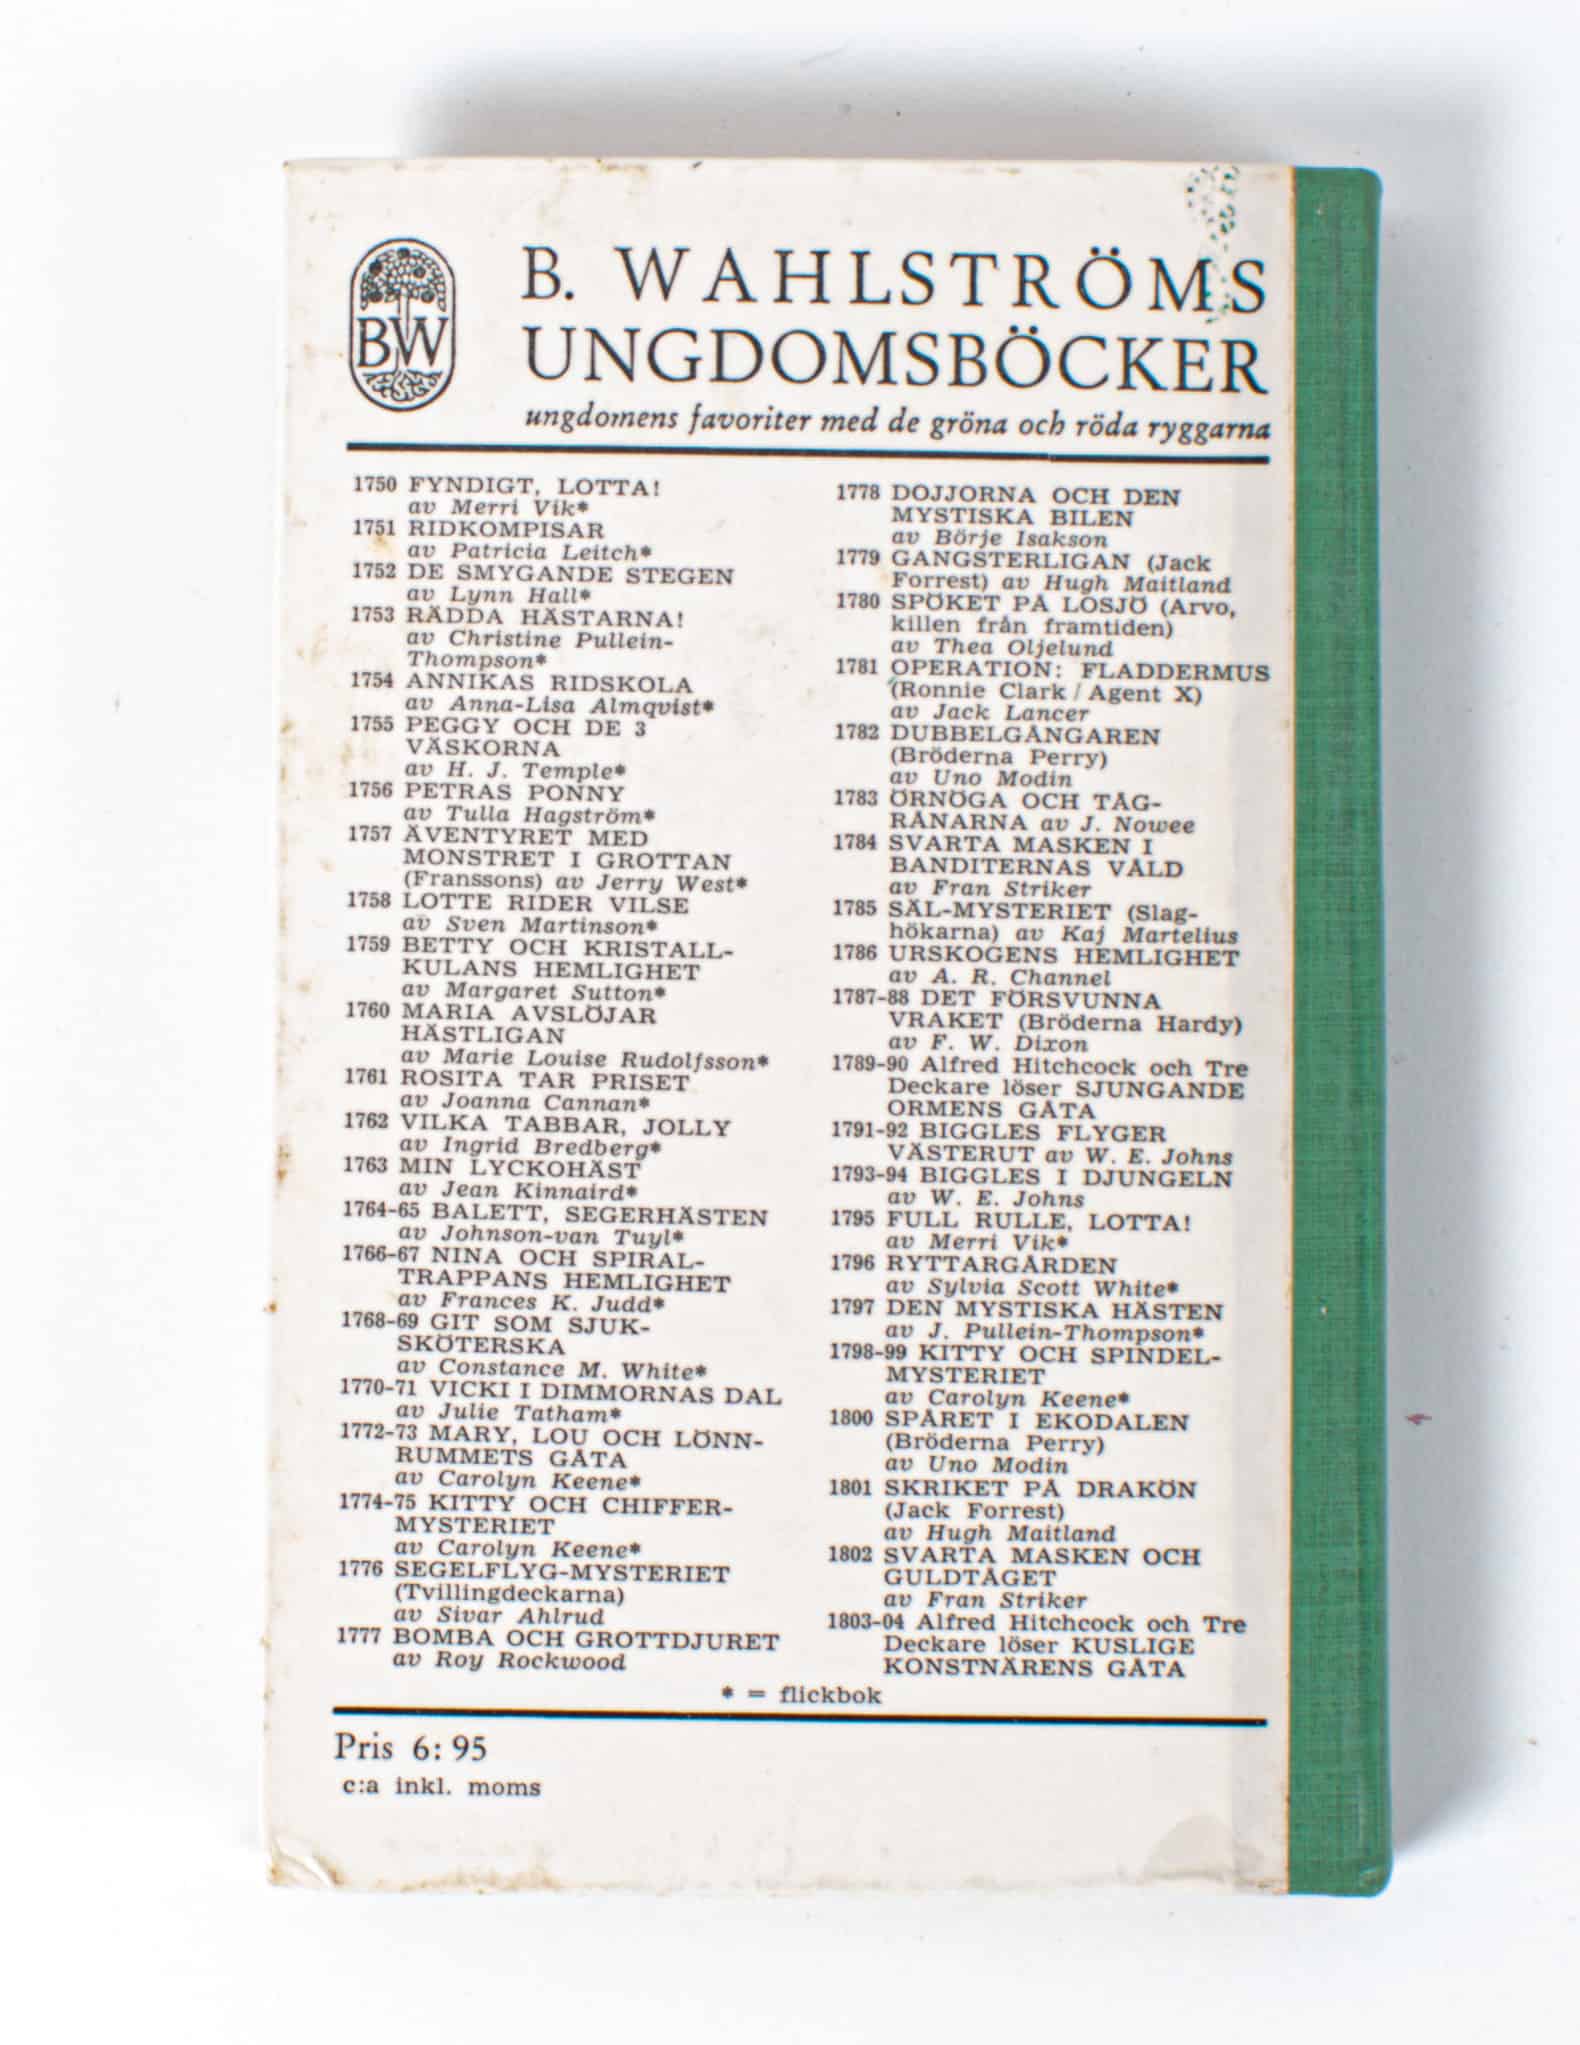 BW
B. WAHLSTRÖMS
UNGDOMSBÖCKER
ungdomens favoriter med de gröna och röda ryggarna
1750 FYNDIGT, LOTTA!
av Merri Vik*
1751 RIDKOMPISAR
av Patricia Leitch*
1752 DE SMYGANDE STEGEN
av Lynn Hall*
1753 RÄDDA HÄSTARNA!
av Christine Pullein-
Thompson*
1754 ANNIKAS RIDSKOLA
av Anna-Lisa Almqvist*
1755 PEGGY OCH DE 3
VÄSKORNA
av H. J. Temple*
1756 PETRAS PONNY
av Tulla Hagström*
1757 ÄVENTYRET MED
MONSTRET I GROTTAN
(Franssons) av Jerry West*
1758 LOTTE RIDER VILSE
av Sven Martinson*
1759 BETTY OCH KRISTALL-
KULANS HEMLIGHET
av Margaret Sutton*
1760 MARIA AVSLÖJAR
HÄSTLIGAN
av Marie Louise Rudolfsson*
1761 ROSITA TAR PRISET
av Joanna Cannan*
1762 VILKA TABBAR, JOLLY
av Ingrid Bredberg*
1763 MIN LYCKOHÄST
av Jean Kinnaird*
1764-65 BALETT, SEGERHÄSTEN
av Johnson-van Tuyl*
1766-67 NINA OCH SPIRAL-
TRAPPANS HEMLIGHET
av Frances K. Judd*
1768-69 GIT SOM SJUK-
SKÖTERSKA
av Constance M. White*
1770-71 VICKI I DIMMORNAS DAL
av Julie Tatham*
1772-73 MARY, LOU OCH LÖNN-
RUMMETS GÅTA
av Carolyn Keene*
1774-75 KITTY OCH CHIFFER-
MYSTERIET
av Carolyn Keene*
1776 SEGELFLYG-MYSTERIET
(Tvillingdeckarna)
av Sivar Ahlrud
1777 BOMBA OCH GROTTDJURET
av Roy Rockwood
1778 DOJJORNA OCH DEN
MYSTISKA BILEN
av Börje Isakson
1779 GANGSTERLIGAN (Jack
Forrest) av Hugh Maitland
1780 SPÖKET PÅ LOSJÖ (Arvo,
killen från framtiden)
av Thea Oljelund
1781 OPERATION: FLADDERMUS
(Ronnie Clark / Agent X)
av Jack Lancer
1782 DUBBELGÅNGAREN
(Bröderna Perry)
av Uno Modin
1783 ÖRNÖGA OCH TÅG-
RÅNARNA av J. Nowee
1784 SVARTA MASKEN I
BANDITERNAS VÅLD
av Fran Striker
1785 SÄL-MYSTERIET (Slag-
hökarna) av Kaj Martelius
1786 URSKOGENS HEMLIGHET
av A. R. Channel
1787-88 DET FÖRSVUNNA
VRAKET (Bröderna Hardy)
av F. W. Dixon
1789-90 Alfred Hitchcock och Tre
Deckare löser SJUNGANDE
ORMENS GÅTA
1791-92 BIGGLES FLYGER
VÄSTERUT av W. E. Johns
1793-94 BIGGLES I DJUNGELN
av W. E. Johns
1795 FULL RULLE, LOTTA!
av Merri Vik*
1796 RYTTARGÅRDEN
av Sylvia Scott White*
1797 DEN MYSTISKA HÄSTEN
av J. Pullein-Thompson*
1798-99 KITTY OCH SPINDEL-
MYSTERIET
av Carolyn Keene*
1800 SPÅRET I EKODALEN
(Bröderna Perry)
av Uno Modin
1801 SKRIKET PÅ DRAKÖN
(Jack Forrest)
av Hugh Maitland
1802 SVARTA MASKEN OCH
GULDTÅGET
av Fran Striker
1803-04 Alfred Hitchcock och Tre
Deckare löser KUSLIGE
KONSTNÄRENS GÅTA
* = flickbok
Pris 6: 95
c:a inkl. moms